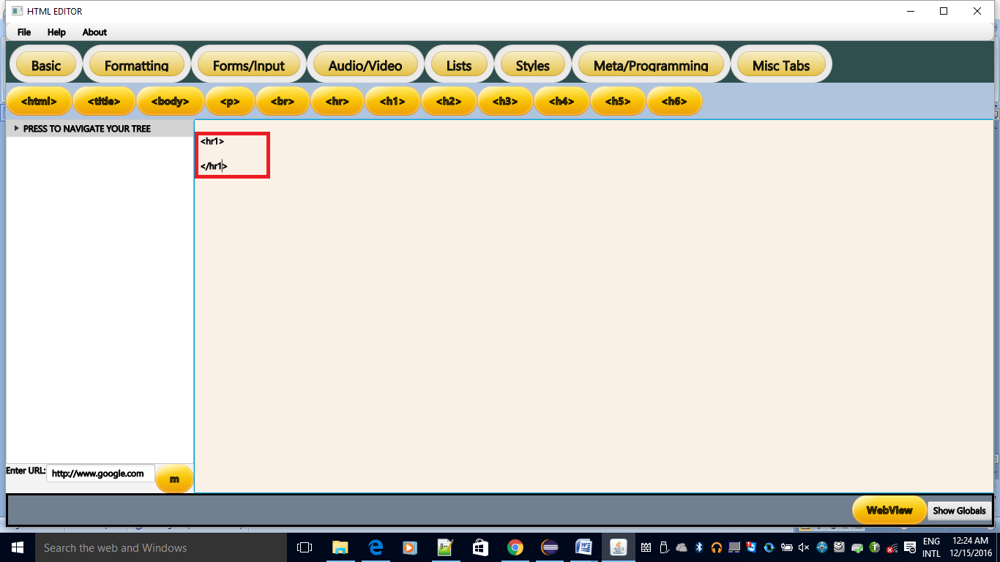 HTML EDITOR
File Help About
Basic Formatting Forms/Input Audio/Video Lists Styles Meta/Programming Misc Tabs
<html> <title> <body> <p> <br> <hr> <h1> <h2> <h3> <h4> <h5> <h6>
PRESS TO NAVIGATE YOUR TREE
<hr1>
</hr1>
Enter URL: http://www.google.com m
WebView Show Globals
Search the web and Windows
ENG 12:24 AM
INTL 12/15/2016